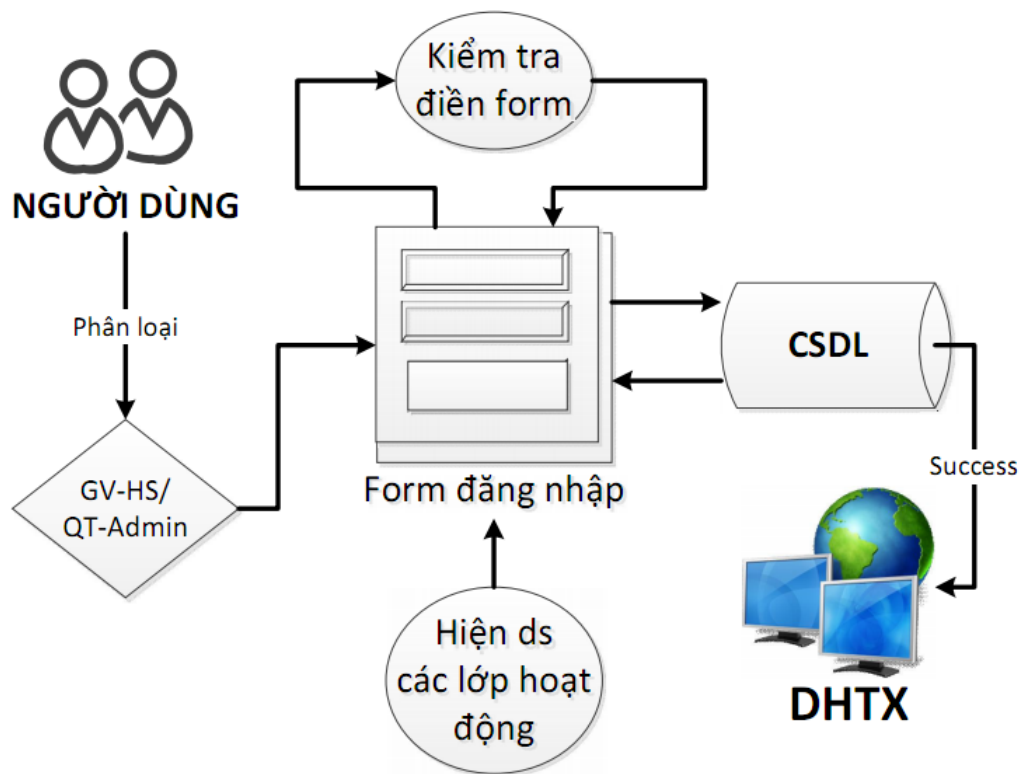 Kiểm tra
điền form
NGƯỜI DÙNG
Phân loại
CSDL
GV-HS/
QT-Admin
Form đăng nhập
Success
Hiện ds
các lớp hoạt
động
DHTX